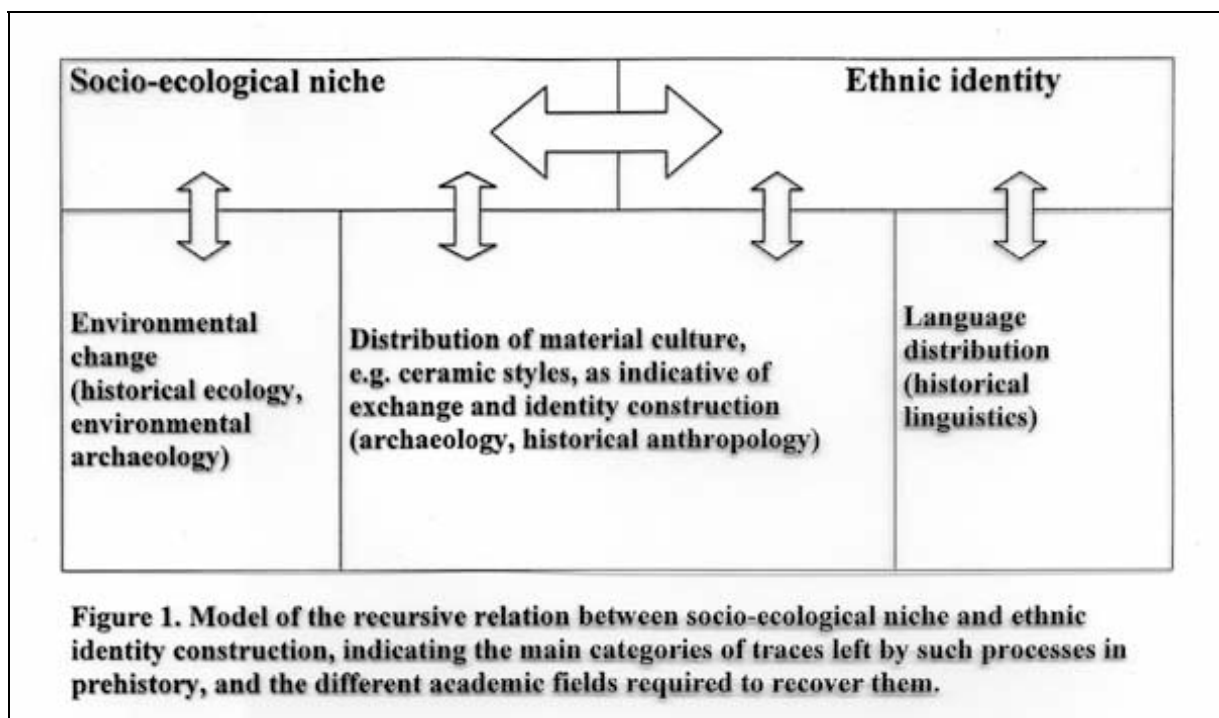 Socio-ecological niche
Ethnic identity
Environmental
change
(historical ecology,
environmental
archaeology)
Distribution of material culture,
e.g. ceramic styles, as indicative of
exchange and identity construction
(archaeology, historical anthropology)
Language
distribution
(historical
linguistics)
Figure 1. Model of the recursive relation between socio-ecological niche and ethnic
identity construction, indicating the main categories of traces left by such processes in
prehistory, and the different academic fields required to recover them.